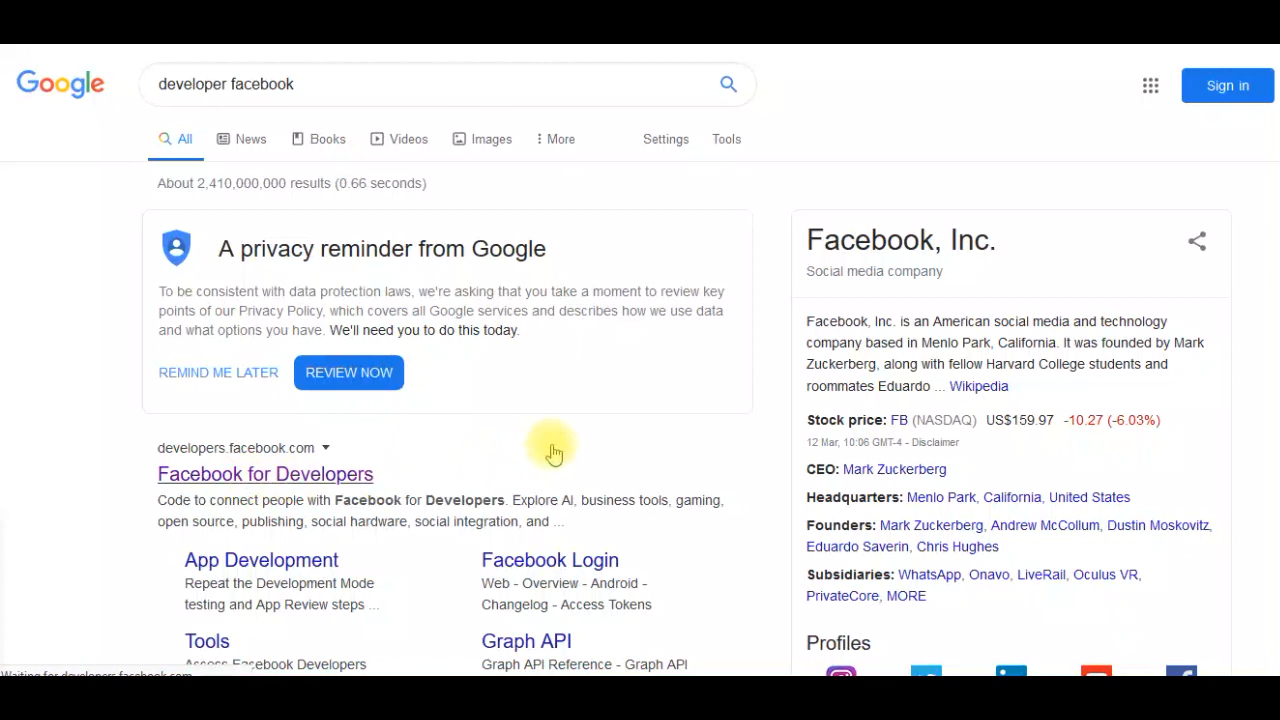 Google
developer facebook
Sign in
All
News
Books
Videos
Images
More
Settings
Tools
About 2,410,000,000 results (0.66 seconds)
A privacy reminder from Google
To be consistent with data protection laws, we're asking that you take a moment to review key
points of our Privacy Policy, which covers all Google services and describes how we use data
and what options you have. We'll need you to do this today.
REMIND ME LATER
REVIEW NOW
developers.facebook.com
Facebook for Developers
Code to connect people with Facebook for Developers. Explore AI, business tools, gaming,
open source, publishing, social hardware, social integration, and ...
App Development
Repeat the Development Mode
testing and App Review steps ...
Facebook Login
Web - Overview - Android -
Changelog - Access Tokens
Tools
Access Facebook Developers
Graph API
Graph API Reference - Graph API
Waiting for developers.facebook.com
Facebook, Inc.
Social media company
Facebook, Inc. is an American social media and technology
company based in Menlo Park, California. It was founded by Mark
Zuckerberg, along with fellow Harvard College students and
roommates Eduardo ... Wikipedia
Stock price: FB (NASDAQ) US$159.97 -10.27 (-6.03%)
12 Mar, 10:06 GMT-4 - Disclaimer
CEO: Mark Zuckerberg
Headquarters: Menlo Park, California, United States
Founders: Mark Zuckerberg, Andrew McCollum, Dustin Moskovitz,
Eduardo Saverin, Chris Hughes
Subsidiaries: WhatsApp, Onavo, LiveRail, Oculus VR,
PrivateCore, MORE
Profiles